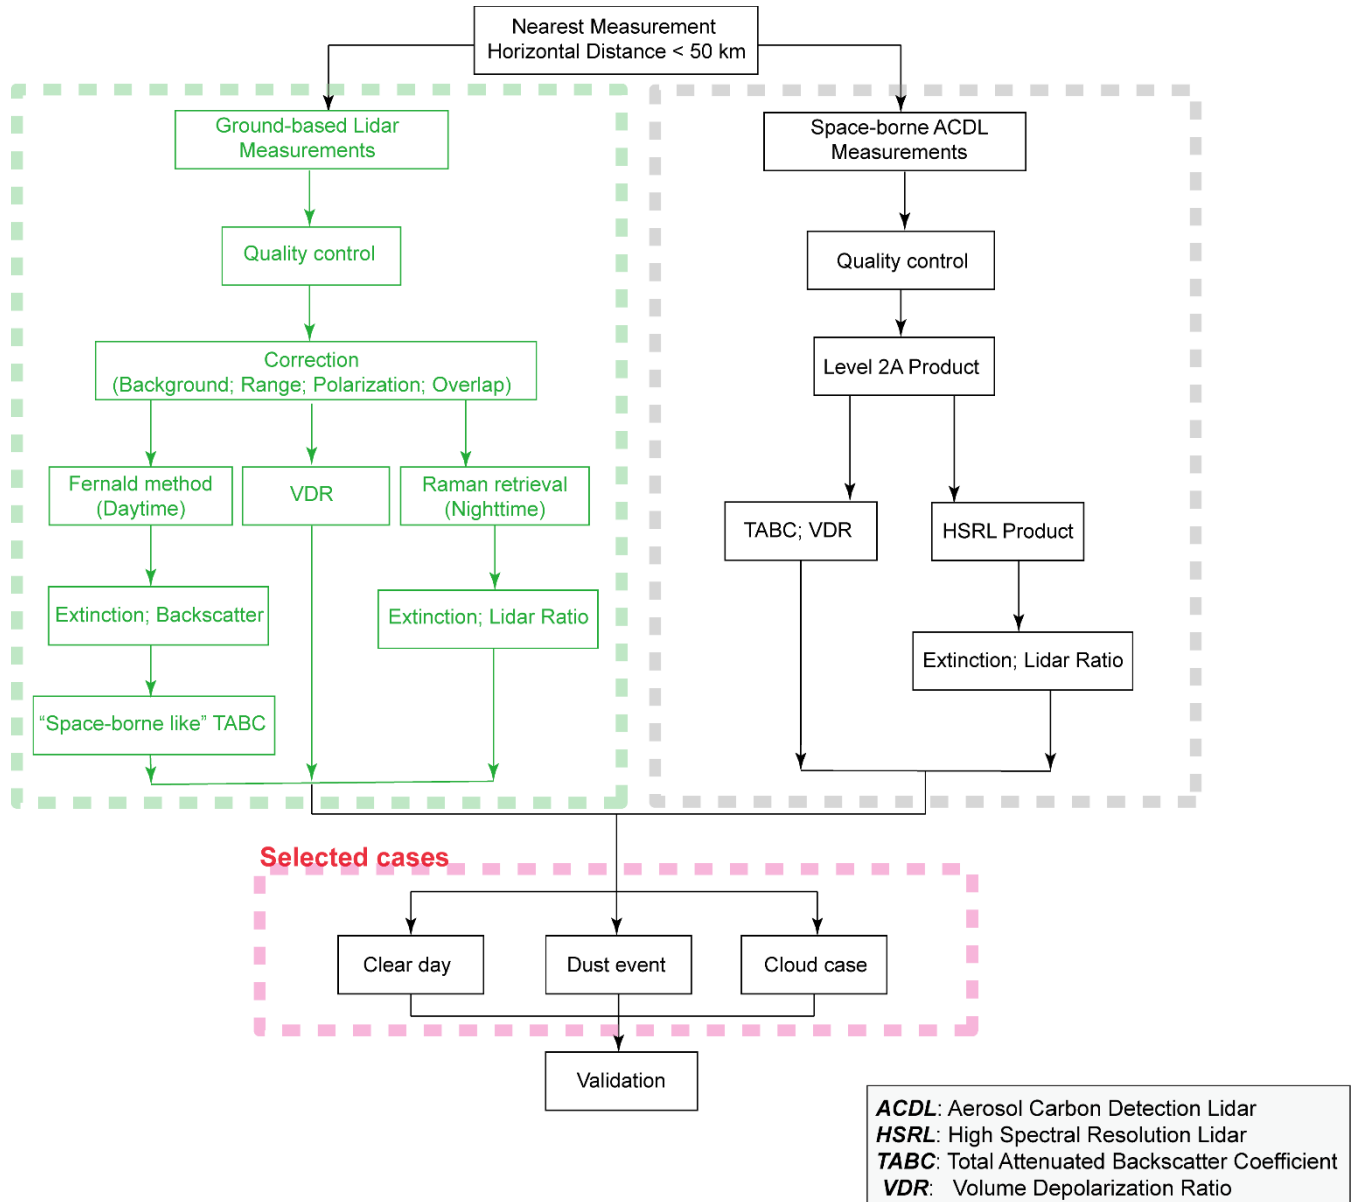 Nearest Measurement
Horizontal Distance < 50 km
Ground-based Lidar
Measurements
Quality control
Correction
(Background; Range; Polarization; Overlap)
Fernald method
(Daytime)
VDR
Raman retrieval
(Nighttime)
Extinction; Backscatter
Extinction; Lidar Ratio
“Space-borne like” TABC
Space-borne ACDL
Measurements
Quality control
Level 2A Product
TABC; VDR
HSRL Product
Extinction; Lidar Ratio
Selected cases
Clear day
Dust event
Cloud case
Validation
ACDL: Aerosol Carbon Detection Lidar
HSRL: High Spectral Resolution Lidar
TABC: Total Attenuated Backscatter Coefficient
VDR: Volume Depolarization Ratio